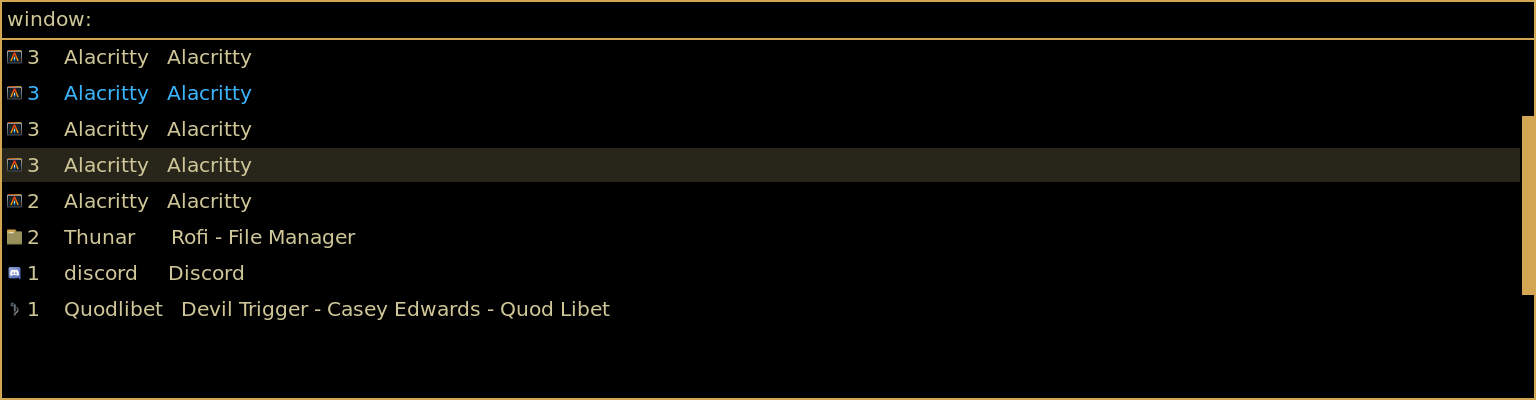 window:
3 Alacritty Alacritty
3 Alacritty Alacritty
3 Alacritty Alacritty
3 Alacritty Alacritty
2 Alacritty Alacritty
2 Thunar Rofi - File Manager
1 discord Discord
1 Quodlibet Devil Trigger - Casey Edwards - Quod Libet